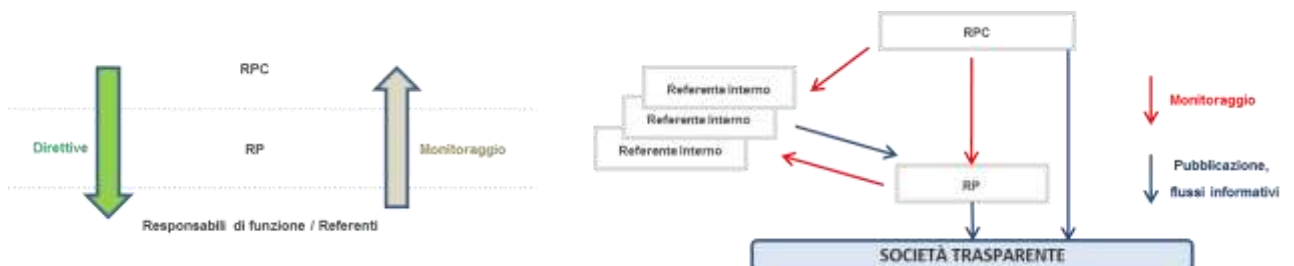 RPC
Direttive
RP
Monitoraggio
Responsabili di funzione / Referenti
RPC
Referente Interno
Referente Interno
Referente Interno
RP
SOCIETÀ TRASPARENTE
Monitoraggio
Pubblicazione,
flussi informativi